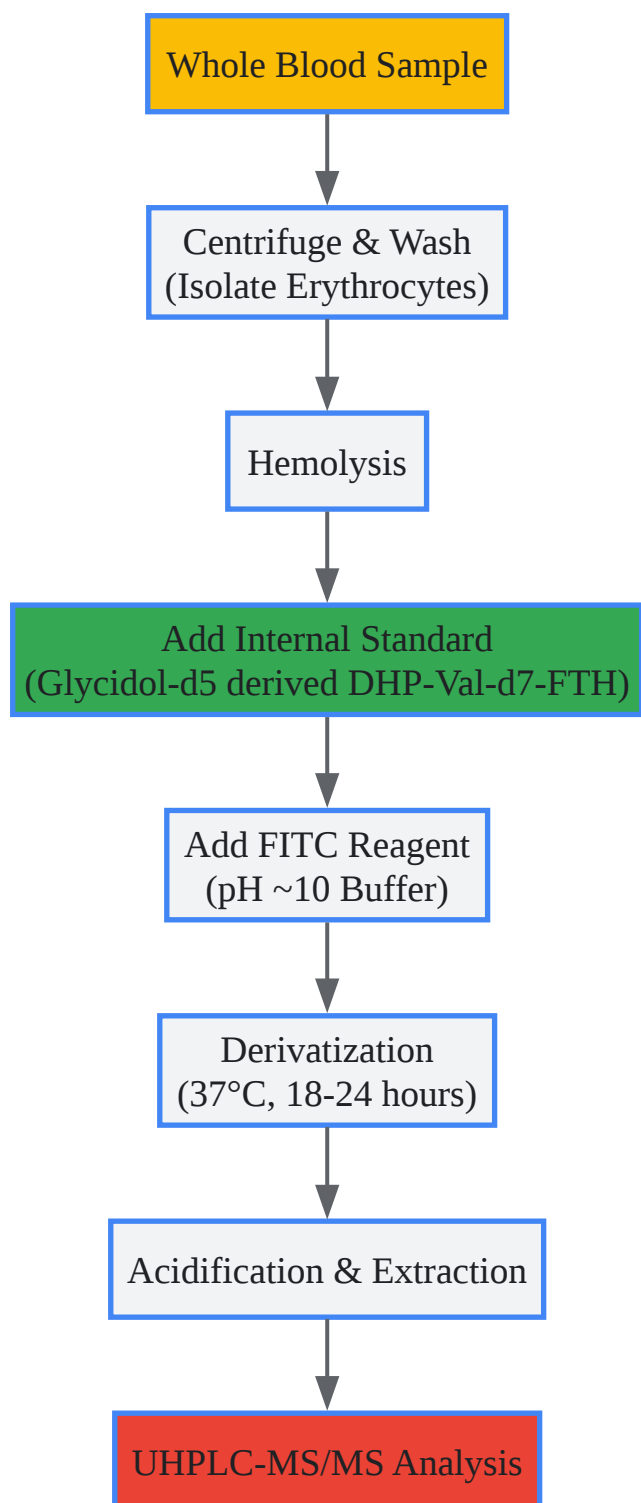 Whole Blood Sample
Centrifuge & Wash
(Isolate Erythrocytes)
Hemolysis
Add Internal Standard
(Glycidol-d5 derived DHP-Val-d7-FTH)
Add FITC Reagent
(pH ~10 Buffer)
Derivatization
(37°C, 18-24 hours)
Acidification & Extraction
UHPLC-MS/MS Analysis